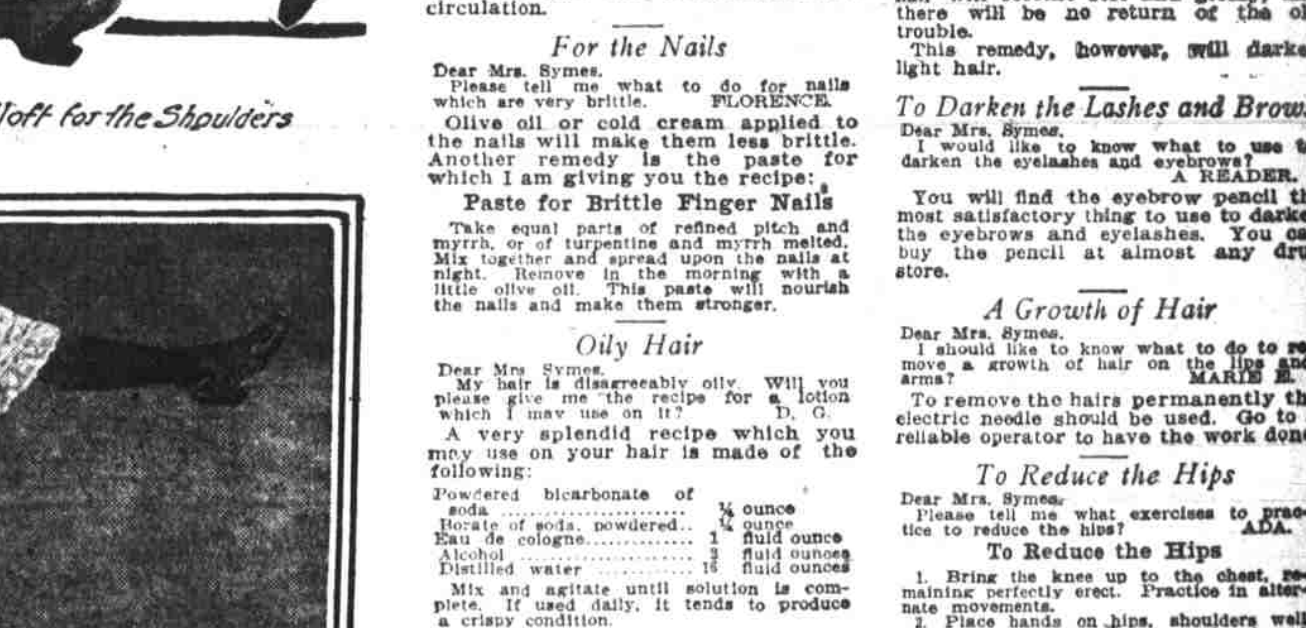 loff for the Shoulders
circulation.
For the Nails
Dear Mrs. Symes.
Please tell me what to do for nails
which are very brittle. FLORENCE.
Olive oil or cold cream applied to
the nails will make them less brittle.
Another remedy is the paste for
which I am giving you the recipe:
Paste for Brittle Finger Nails
Take equal parts of refined pitch and
myrrh, or of turpentine and myrrh melted.
Mix together and spread upon the nails at
night. Remove in the morning with a
little olive oil. This paste will nourish
the nails and make them stronger.
Oily Hair
Dear Mrs Symes.
My hair is disagreeably oily. Will you
please give me the recipe for a lotion
which I may use on it? D. G.
A very splendid recipe which you
may use on your hair is made of the
following:
Powdered bicarbonate of
soda ...................... ¼ ounce
Borate of soda, powdered.. ¼ ounce
Eau de cologne............. 1 fluid ounce
Alcohol .................... fluid ounces
Distilled water ............ fluid ounces
Mix and agitate until solution is com-
plete. If used daily, it tends to produce
a crispy condition.
there will be no return of the
trouble.
This remedy, however, will darke
light hair.
To Darken the Lashes and Brow
Dear Mrs. Symes.
I would like to know what to use
darken the eyelashes and eyebrows?
A READER.
You will find the eyebrow pencil
most satisfactory thing to use to darke
the eyebrows and eyelashes. You ca
buy the pencil at almost any dru
store.
A Growth of Hair
Dear Mrs. Symes.
I should like to know what to do to re
move a growth of hair on the lips and
arms? MARIE E.
To remove the hairs permanently th
electric needle should be used. Go to
reliable operator to have the work done
To Reduce the Hips
Dear Mrs. Symes.
Please tell me what exercises to prac-
tice to reduce the hips? ADA.
To Reduce the Hips
1. Bring the knee up to the chest, re-
maining perfectly erect. Practice in alter-
nate movements.
2. Place hands on hips, shoulders well